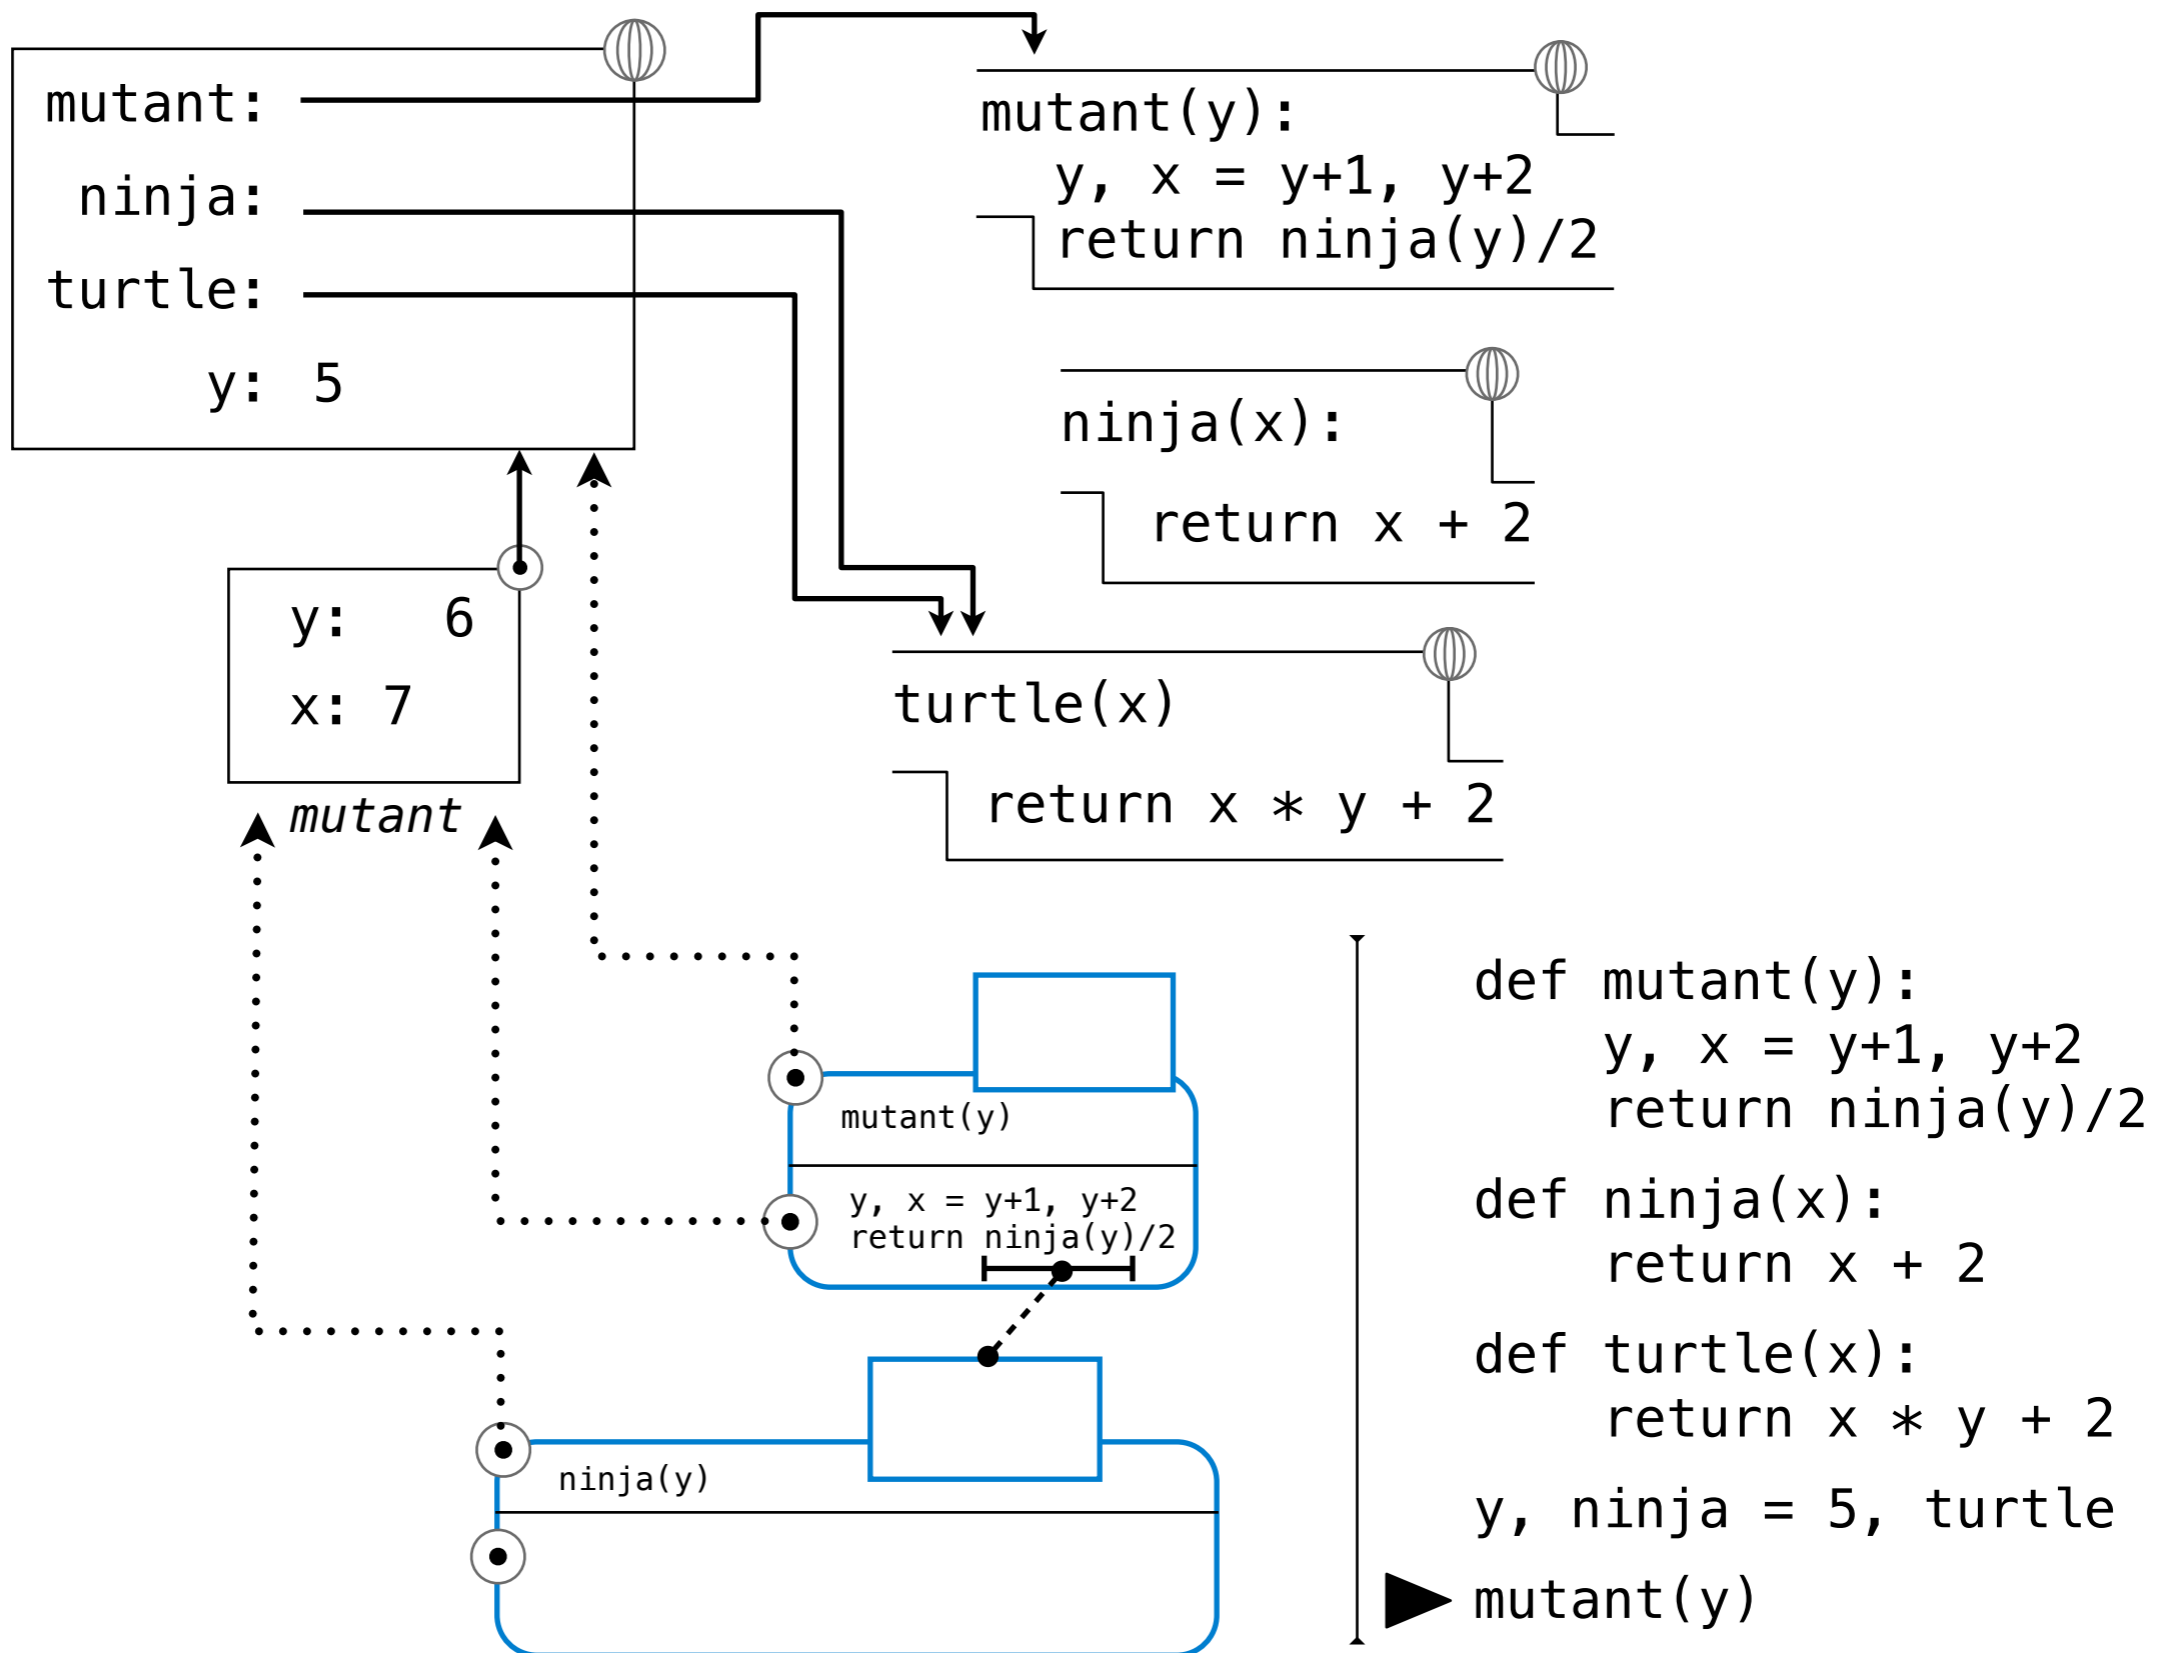 mutant:
ninja:
turtle:
y: 5
mutant(y):
y, x = y+1, y+2
return ninja(y)/2
ninja(x):
return x + 2
turtle(x)
return x * y + 2
y: 6
x: 7
mutant
mutant(y)
y, x = y+1, y+2
return ninja(y)/2
ninja(y)
def mutant(y):
    y, x = y+1, y+2
    return ninja(y)/2
def ninja(x):
    return x + 2
def turtle(x):
    return x * y + 2
y, ninja = 5, turtle
mutant(y)